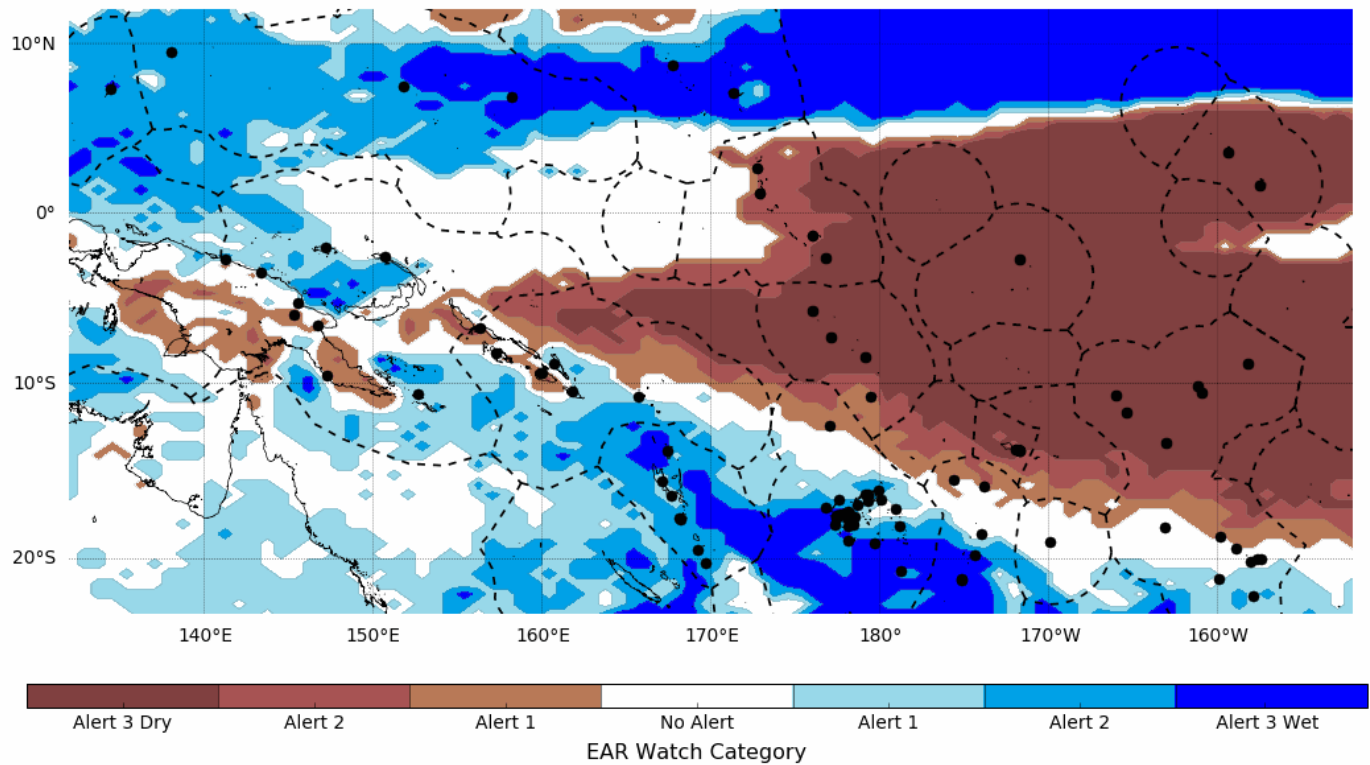 10°N
0°
10°S
20°S
140°E 150°E 160°E 170°E 180° 170°W 160°W
Alert 3 Dry Alert 2 Alert 1 No Alert Alert 1 Alert 2 Alert 3 Wet
EAR Watch Category